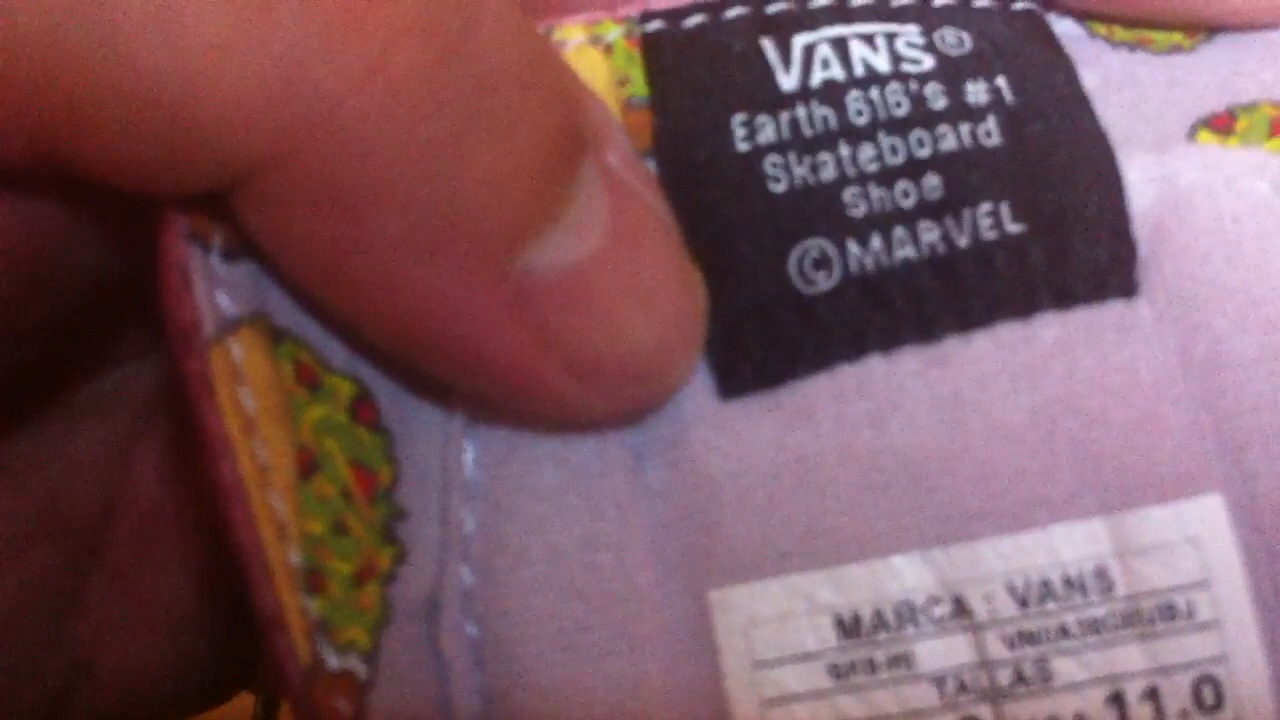 VANS®
Earth 616's #1
Skateboard
Shoe
©MARVEL
MARCA : VANS
TALLAS
11.0